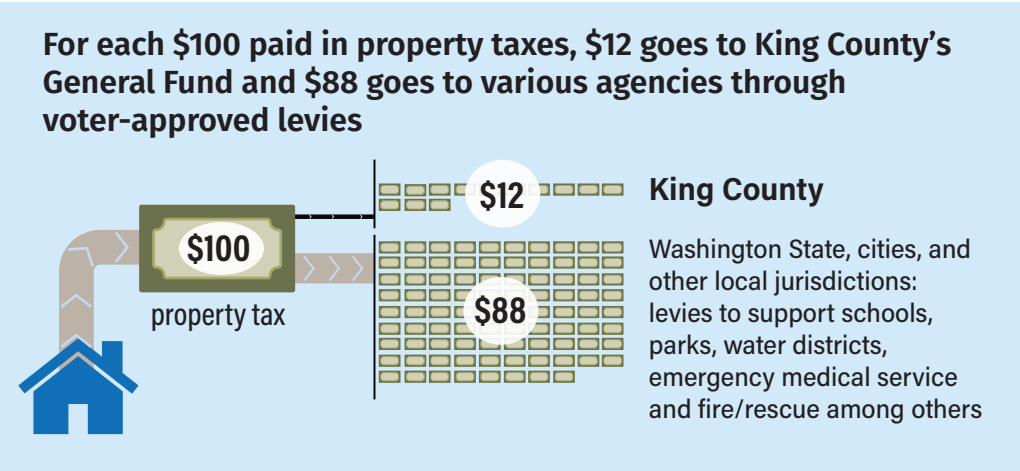 For each $100 paid in property taxes, $12 goes to King County’s
General Fund and $88 goes to various agencies through
voter-approved levies
$12
King County
$100
property tax
$88
Washington State, cities, and
other local jurisdictions:
levies to support schools,
parks, water districts,
emergency medical service
and fire/rescue among others